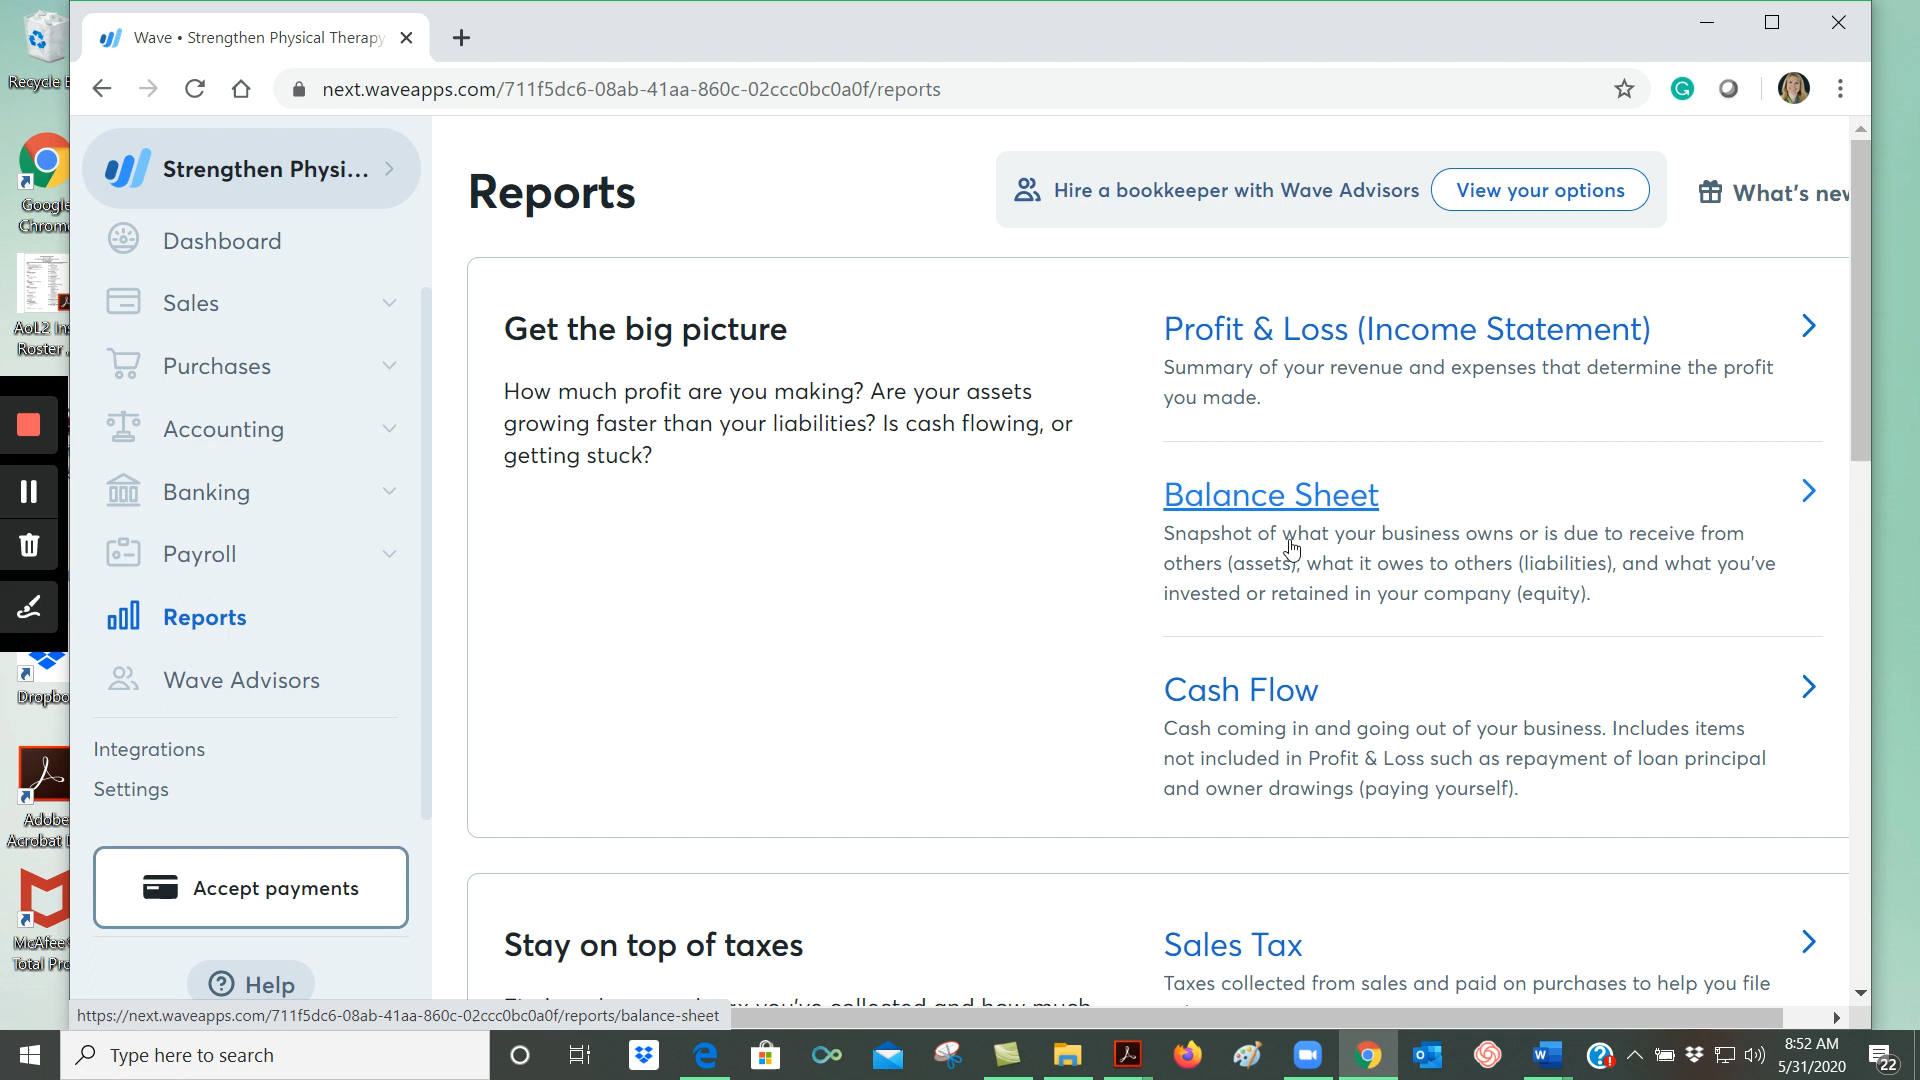 Wave • Strengthen Physical Therapy
next.waveapps.com/711f5dc6-08ab-41aa-860c-02ccc0bc0a0f/reports
Recycle B
Google
Chrom
AoL2 In
Roster
Dropbo
Adobe
Acrobat D
McAfee
Total Pro
Strengthen Physi...
Dashboard
Sales
Purchases
Accounting
Banking
Payroll
Reports
Wave Advisors
Integrations
Settings
Accept payments
Help
Reports
Hire a bookkeeper with Wave Advisors
View your options
What's new
Get the big picture
How much profit are you making? Are your assets
growing faster than your liabilities? Is cash flowing, or
getting stuck?
Profit & Loss (Income Statement)
Summary of your revenue and expenses that determine the profit
you made.
Balance Sheet
Snapshot of what your business owns or is due to receive from
others (assets), what it owes to others (liabilities), and what you've
invested or retained in your company (equity).
Cash Flow
Cash coming in and going out of your business. Includes items
not included in Profit & Loss such as repayment of loan principal
and owner drawings (paying yourself).
Stay on top of taxes
you've collected and how much
Sales Tax
Taxes collected from sales and paid on purchases to help you file
https://next.waveapps.com/711f5dc6-08ab-41aa-860c-02ccc0bc0a0f/reports/balance-sheet
Type here to search
8:52 AM
5/31/2020
22